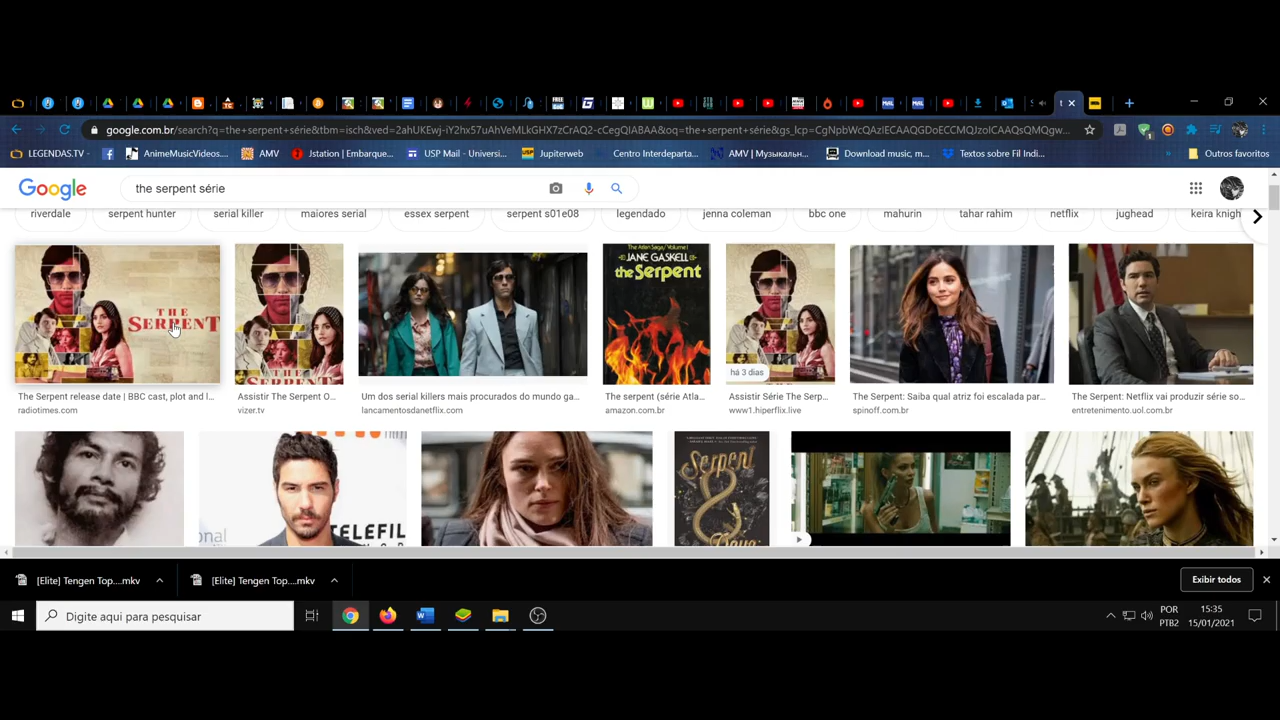 google.com.br/search?q=the+serpent+série&tbm=isch&ved=2ahUKEwj-iY2hx57uAhVeMLkGHX7zCrAQ2-cCegQIABAA&oq=the+serpent+série&gs_lcp=CgNpbWcQAzIECAAQGDoECCMQJzoICAAQsQMQgw...
LEGENDAS.TV - AnimeMusicVideos.... AMV Jstation | Embarque... USP Mail - Universi... Jupiterweb Centro Interdeparta... AMV | Музыкальн... Download music, m... Textos sobre Fil Indi... » Outros favoritos
Google the serpent série
riverdale serpent hunter serial killer maiores serial essex serpent serpent s01e08 legendado jenna coleman bbc one mahurin tahar rahim netflix jughead keira knigh
THE
SERPENT
THE SERPENT
The Atlan Saga/Volume I
JANE GASKELL
the Serpent
há 3 dias
The Serpent release date | BBC cast, plot and l...
radiotimes.com
Assistir The Serpent O...
vizer.tv
Um dos serial killers mais procurados do mundo ga...
lancamentosdanetflix.com
The serpent (série Atla...
amazon.com.br
Assistir Série The Serp...
www1.hiperflix.live
The Serpent: Saiba qual atriz foi escalada par...
spinoff.com.br
The Serpent: Netflix vai produzir série so...
entretenimento.uol.com.br
onal
TELEFIL
Serpent
& Dove
[Elite] Tengen Top....mkv [Elite] Tengen Top....mkv Exibir todos
Digite aqui para pesquisar
POR
PTB2
15:35
15/01/2021